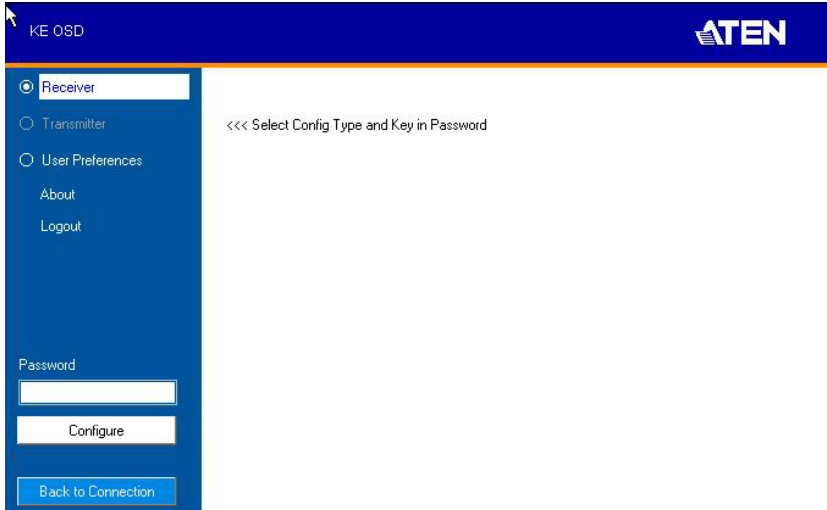 KE OSD
ATEN
Receiver
Transmitter
<<< Select Config Type and Key in Password
User Preferences
About
Logout
Password
Configure
Back to Connection